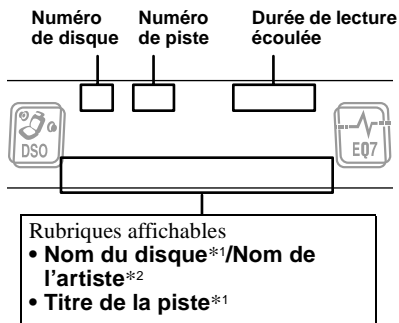 Numéro de disque
Numéro de piste
Durée de lecture écoulée
DSO
EQ7
Rubriques affichables
• Nom du disque*1/Nom de
l'artiste*2
• Titre de la piste*1